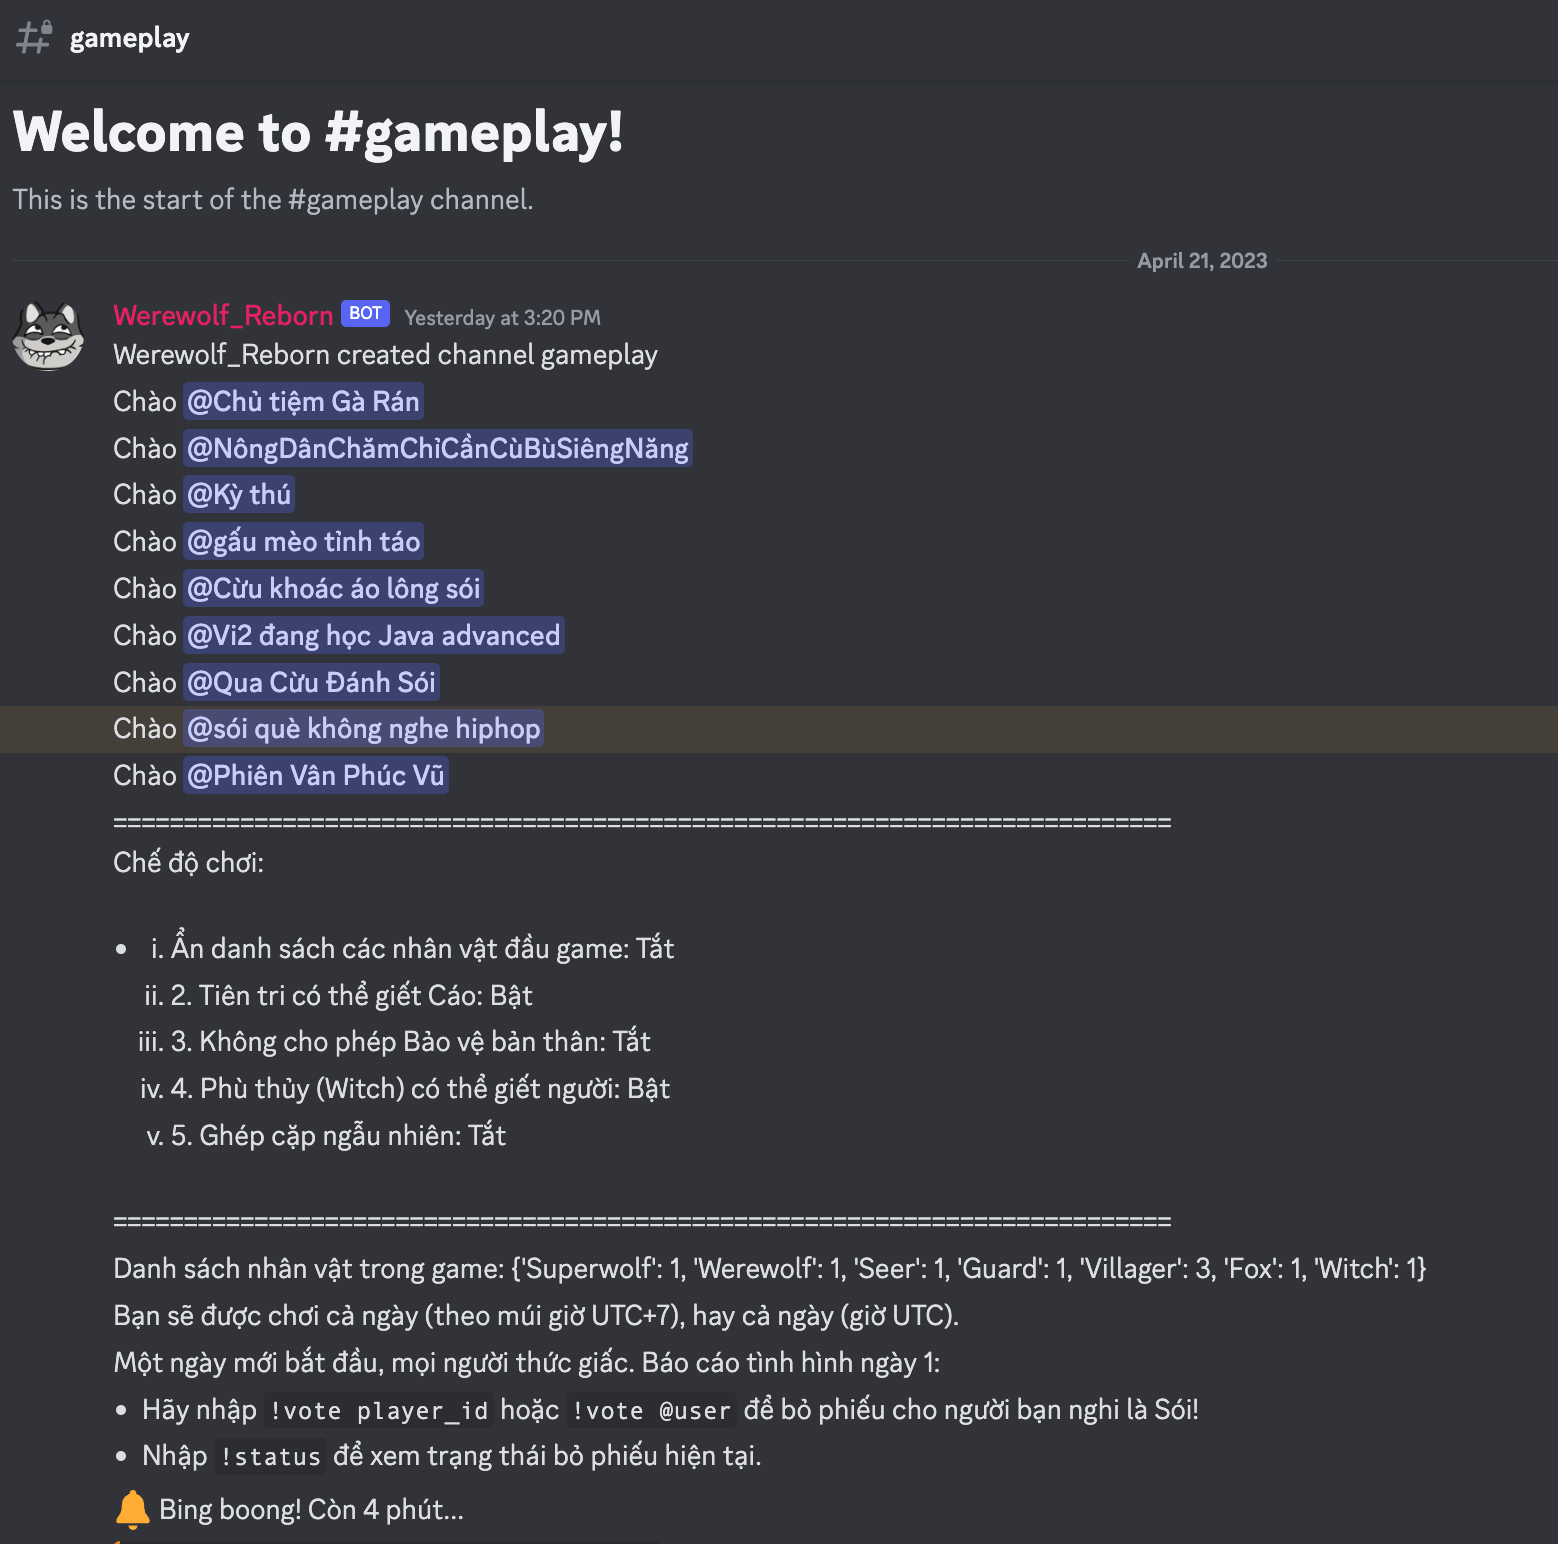 gameplay
Welcome to #gameplay!
This is the start of the #gameplay channel.
April 21, 2023
Werewolf_Reborn BOT Yesterday at 3:20 PM
Werewolf_Reborn created channel gameplay
Chào @Chủ tiệm Gà Rán
Chào @NôngDânChămChỉCầnCùBùSiêngNăng
Chào @Kỳ thú
Chào @gấu mèo tỉnh táo
Chào @Cừu khoác áo lông sói
Chào @Vi2 đang học Java advanced
Chào @Qua Cừu Đánh Sói
Chào @sói què không nghe hiphop
Chào @Phiên Vân Phúc Vũ
===========================================================================
Chế độ chơi:
• i. Ẩn danh sách các nhân vật đầu game: Tắt
ii. 2. Tiên tri có thể giết Cáo: Bật
iii. 3. Không cho phép Bảo vệ bản thân: Tắt
iv. 4. Phù thủy (Witch) có thể giết người: Bật
v. 5. Ghép cặp ngẫu nhiên: Tắt
===========================================================================
Danh sách nhân vật trong game: {'Superwolf': 1, 'Werewolf': 1, 'Seer': 1, 'Guard': 1, 'Villager': 3, 'Fox': 1, 'Witch': 1}
Bạn sẽ được chơi cả ngày (theo múi giờ UTC+7), hay cả ngày (giờ UTC).
Một ngày mới bắt đầu, mọi người thức giấc. Báo cáo tình hình ngày 1:
• Hãy nhập !vote player_id hoặc !vote @user để bỏ phiếu cho người bạn nghi là Sói!
• Nhập !status để xem trạng thái bỏ phiếu hiện tại.
🔔 Bing boong! Còn 4 phút...